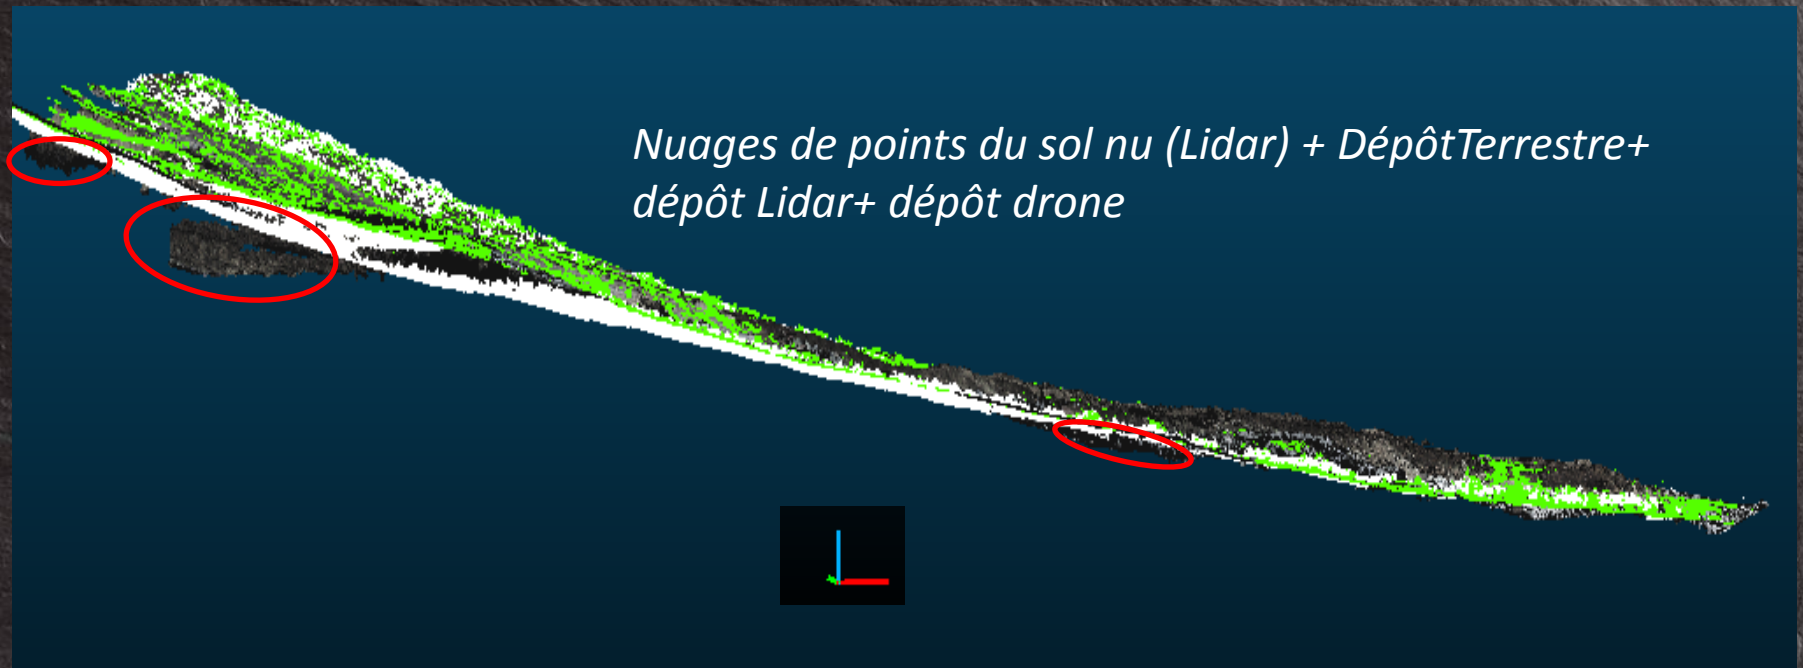 Nuages de points du sol nu (Lidar) + DépôtTerrestre+
dépôt Lidar+ dépôt drone